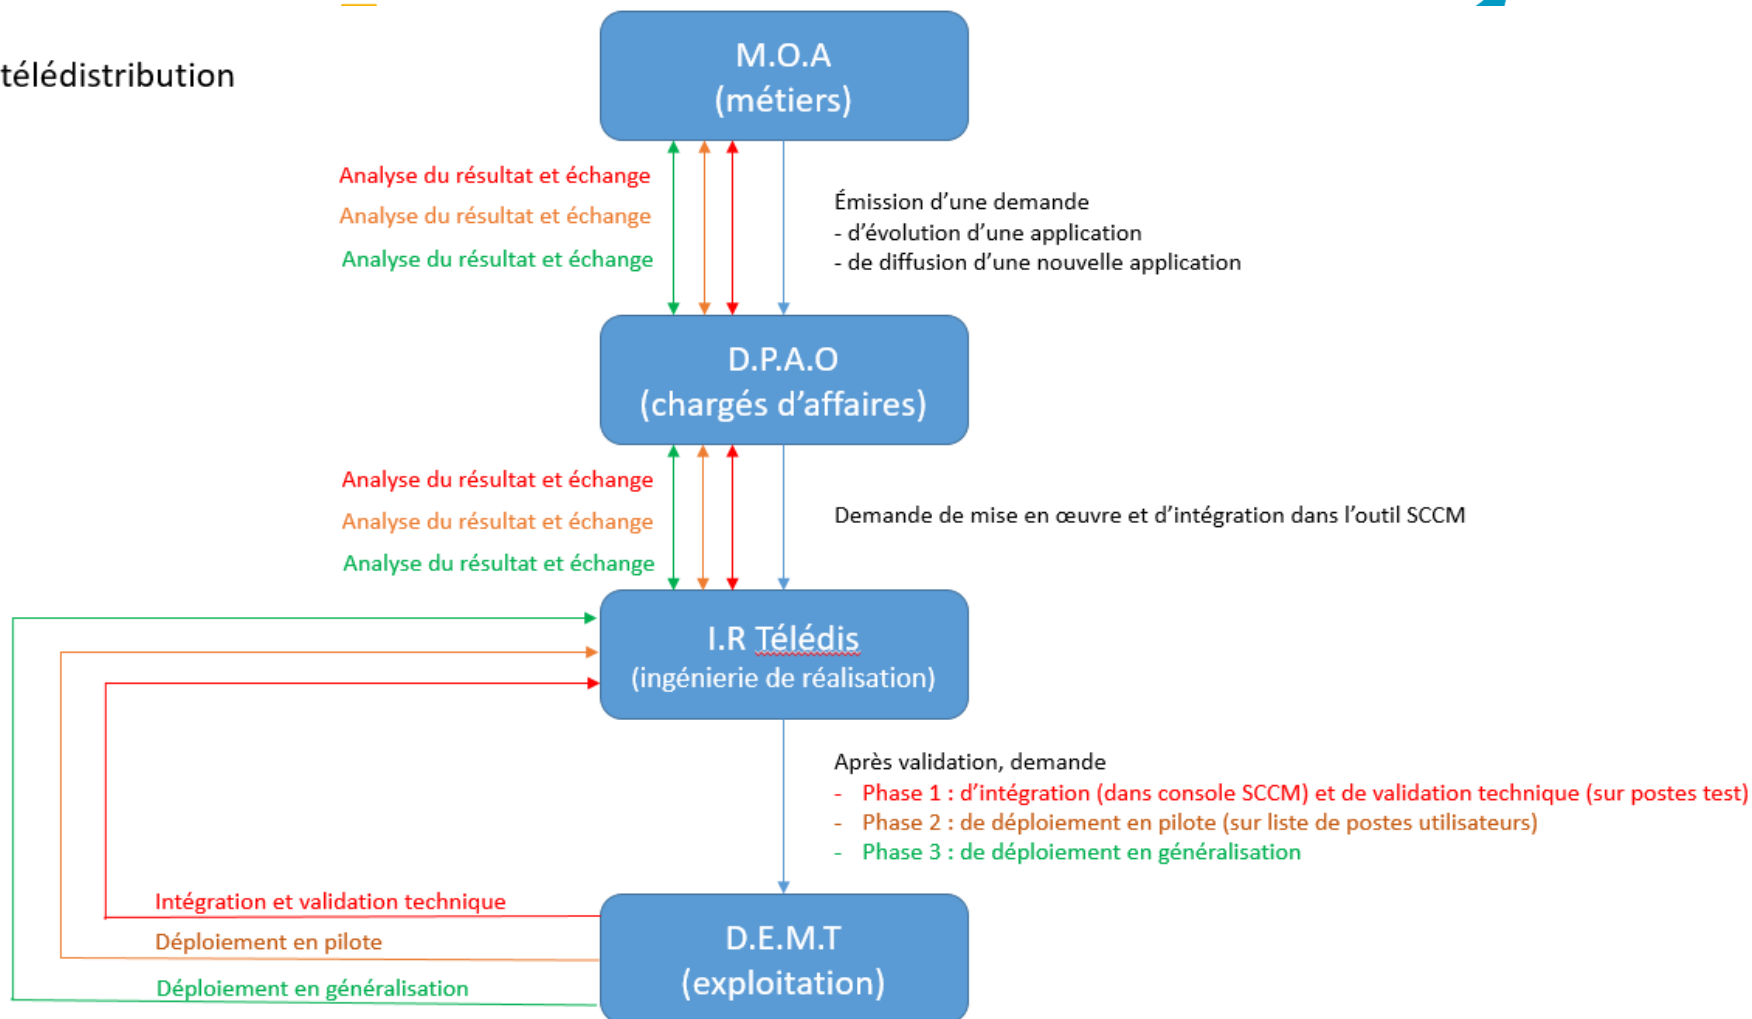 télédistribution
M.O.A
(métiers)
Analyse du résultat et échange
Analyse du résultat et échange
Analyse du résultat et échange
Émission d’une demande
- d’évolution d’une application
- de diffusion d’une nouvelle application
D.P.A.O
(chargés d’affaires)
Analyse du résultat et échange
Analyse du résultat et échange
Analyse du résultat et échange
Demande de mise en œuvre et d’intégration dans l’outil SCCM
I.R Télédis
(ingénierie de réalisation)
Après validation, demande
- Phase 1 : d’intégration (dans console SCCM) et de validation technique (sur postes test)
- Phase 2 : de déploiement en pilote (sur liste de postes utilisateurs)
- Phase 3 : de déploiement en généralisation
Intégration et validation technique
Déploiement en pilote
Déploiement en généralisation
D.E.M.T
(exploitation)